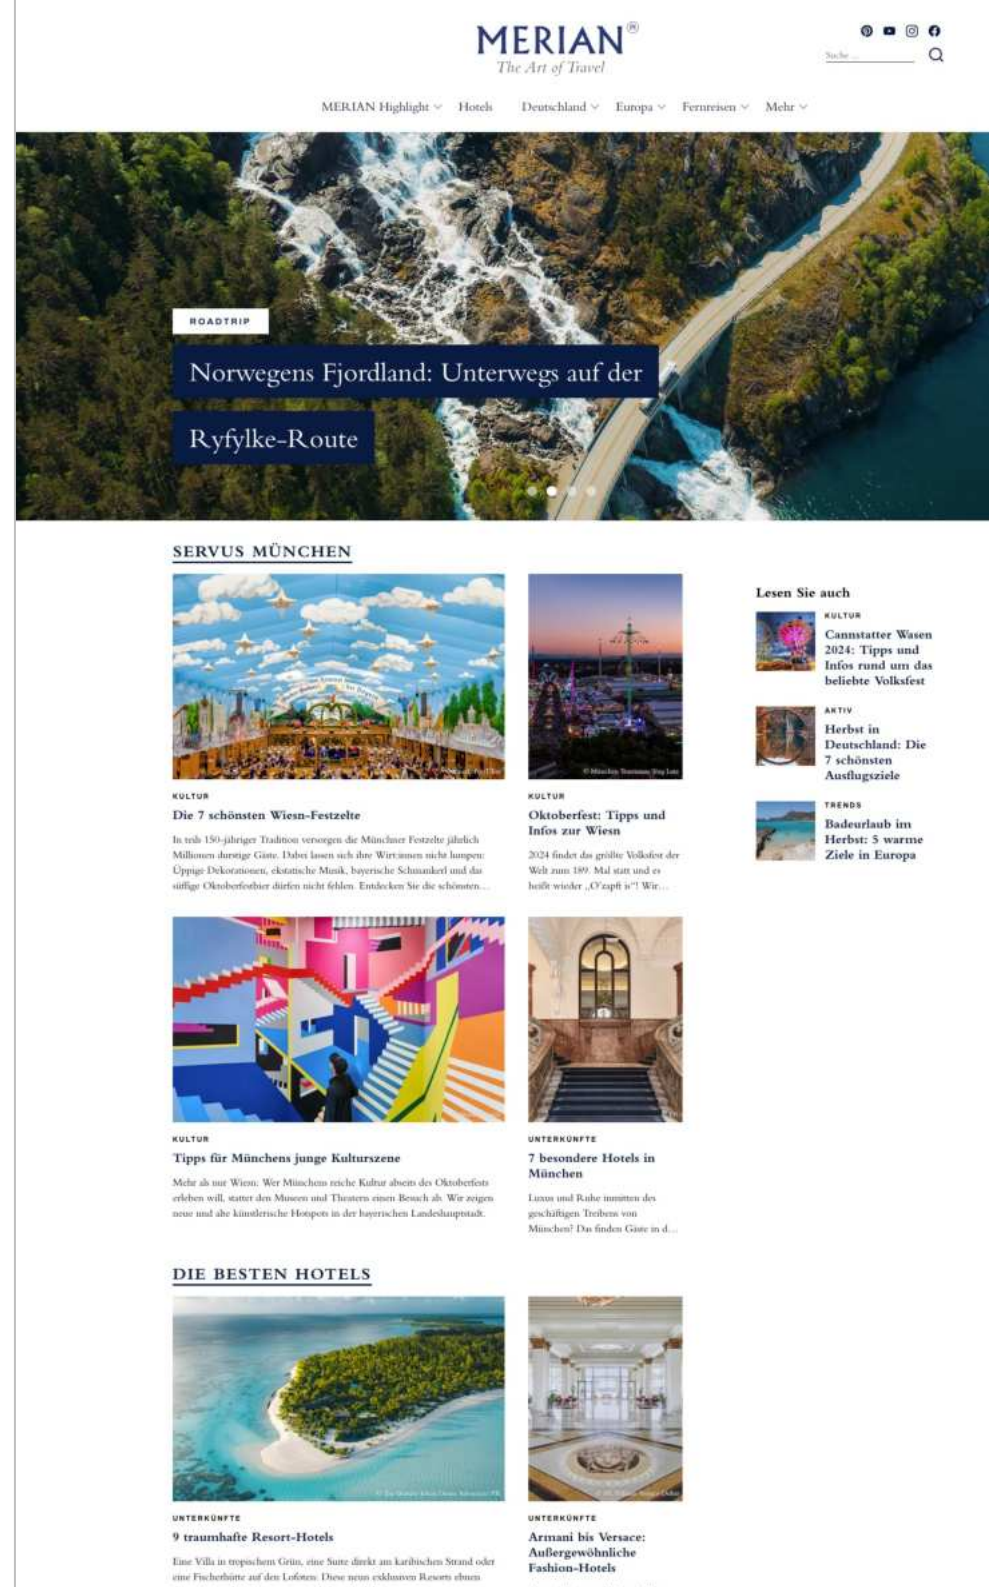 MERIAN®
The Art of Travel
Suche ...
MERIAN Highlight
Hotels
Deutschland
Europa
Fernreisen
Mehr
ROADTRIP
Norwegens Fjordland: Unterwegs auf der
Ryfylke-Route
SERVUS MÜNCHEN
KULTUR
Die 7 schönsten Wiesn-Festzelte
In teils 150-jähriger Tradition versorgen die Münchner Festzelte jährlich
Millionen durstige Gäste. Dabei lassen sich ihre Wirt:innen nicht lumpen:
Üppige Dekorationen, ekstatische Musik, bayerische Schmankerl und das
süffige Oktoberfestbier dürfen nicht fehlen. Entdecken Sie die schönsten…
KULTUR
Oktoberfest: Tipps und
Infos zur Wiesn
2024 findet das größte Volksfest der
Welt zum 189. Mal statt und es
heißt wieder „O'zapft is"! Wir…
Lesen Sie auch
KULTUR
Cannstatter Wasen
2024: Tipps und
Infos rund um das
beliebte Volksfest
AKTIV
Herbst in
Deutschland: Die
7 schönsten
Ausflugsziele
TRENDS
Badeurlaub im
Herbst: 5 warme
Ziele in Europa
KULTUR
Tipps für Münchens junge Kulturszene
Mehr als nur Wiesn: Wer Münchens reiche Kultur abseits des Oktoberfests
erleben will, stattet den Museen und Theatern einen Besuch ab. Wir zeigen
neue und alte künstlerische Hotspots in der bayerischen Landeshauptstadt.
UNTERKÜNFTE
7 besondere Hotels in
München
Luxus und Ruhe inmitten des
geschäftigen Treibens von
München? Das finden Gäste in d…
DIE BESTEN HOTELS
UNTERKÜNFTE
9 traumhafte Resort-Hotels
Eine Villa in tropischem Grün, eine Suite direkt am karibischen Strand oder
eine Fischerhütte auf den Lofoten: Diese neun exklusiven Resorts ebnen
UNTERKÜNFTE
Armani bis Versace:
Außergewöhnliche
Fashion-Hotels